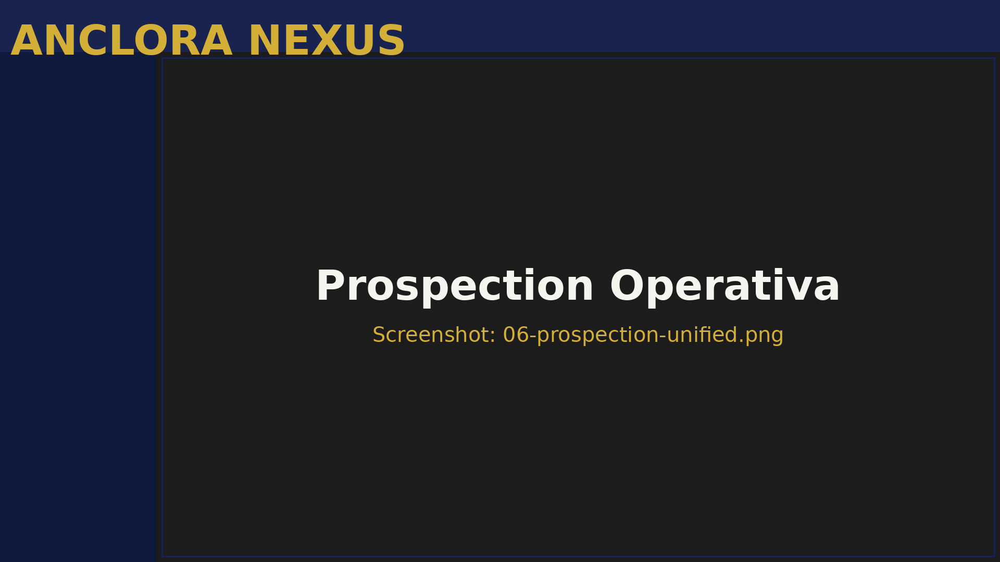 ANCLORA NEXUS
Prospection Operativa
Screenshot: 06-prospection-unified.png